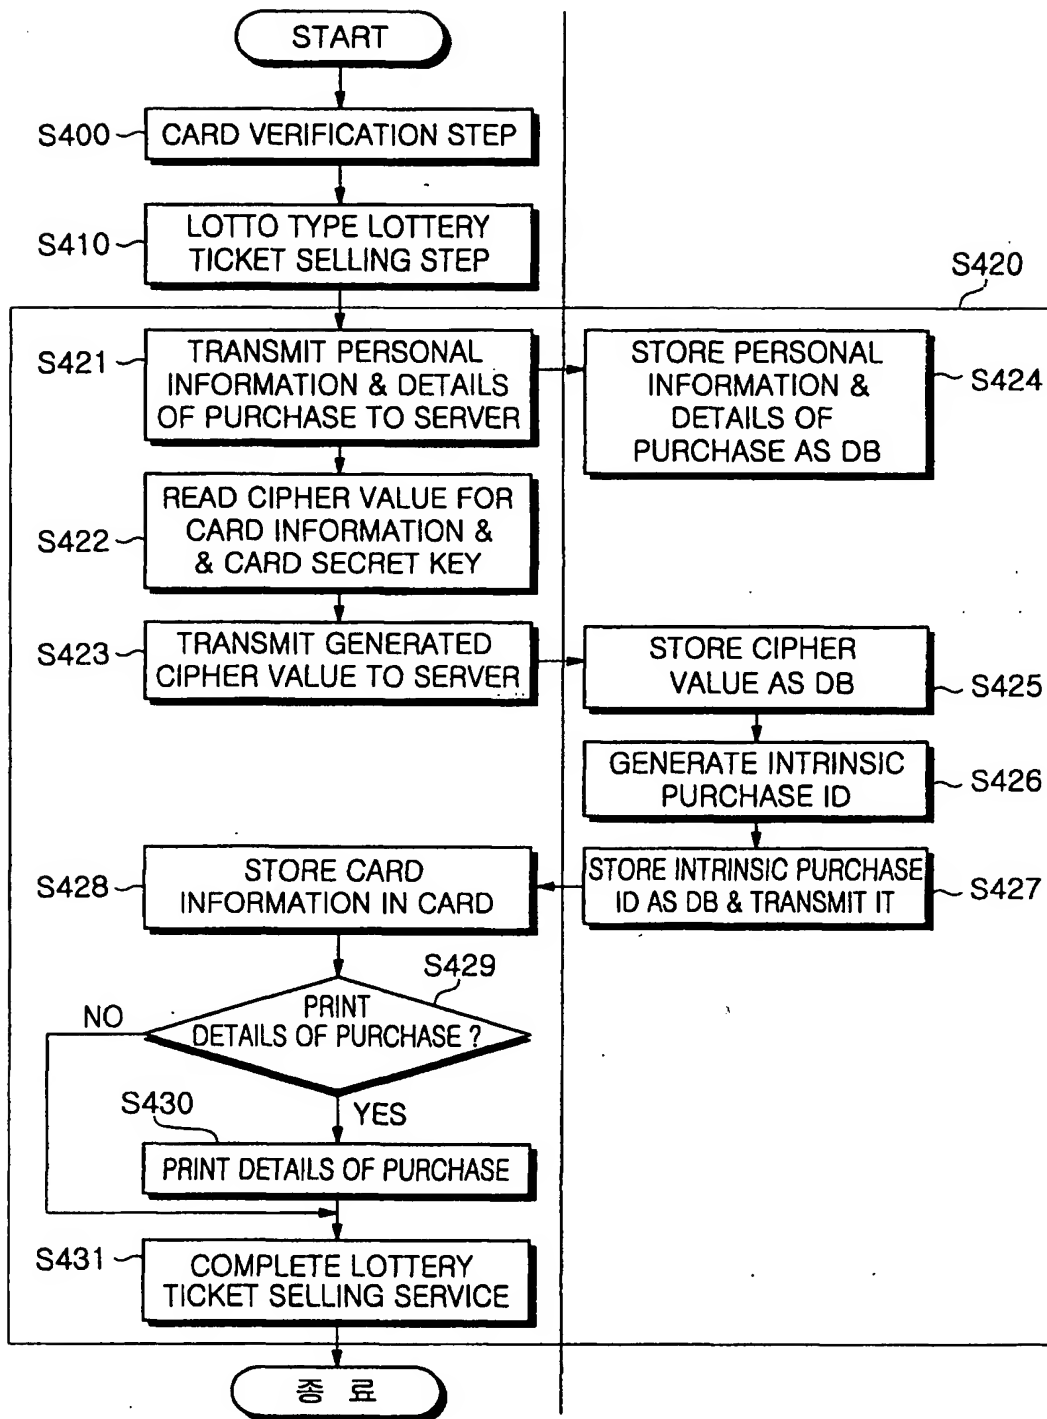 START
S400
CARD VERIFICATION STEP
S410
LOTTO TYPE LOTTERY
TICKET SELLING STEP
S420
S421
TRANSMIT PERSONAL
INFORMATION & DETAILS
OF PURCHASE TO SERVER
STORE PERSONAL
INFORMATION &
DETAILS OF
PURCHASE AS DB
S424
S422
READ CIPHER VALUE FOR
CARD INFORMATION &
& CARD SECRET KEY
S423
TRANSMIT GENERATED
CIPHER VALUE TO SERVER
STORE CIPHER
VALUE AS DB
S425
GENERATE INTRINSIC
PURCHASE ID
S426
S428
STORE CARD
INFORMATION IN CARD
STORE INTRINSIC PURCHASE
ID AS DB & TRANSMIT IT
S427
S429
PRINT
DETAILS OF PURCHASE ?
NO
YES
S430
PRINT DETAILS OF PURCHASE
S431
COMPLETE LOTTERY
TICKET SELLING SERVICE
종 료